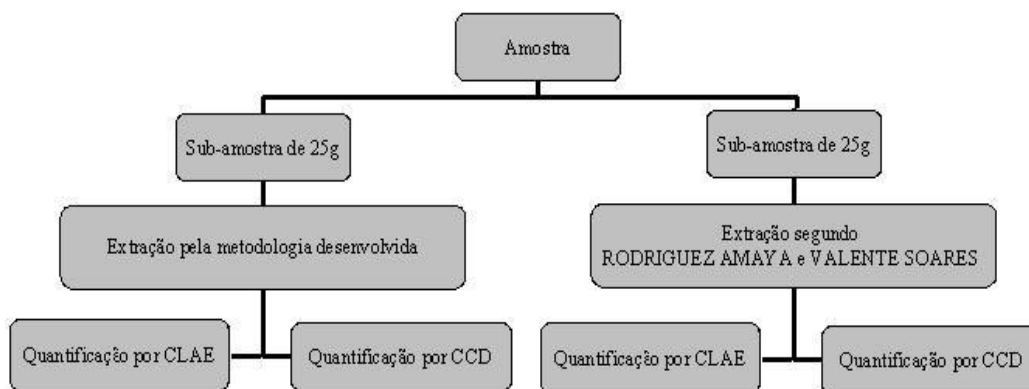 Amostra
Sub-amostra de 25g
Sub-amostra de 25g
Extração pela metodologia desenvolvida
Extração segundo
RODRIGUEZ AMAYA e VALENTE SOARES
Quantificação por CLAE
Quantificação por CCD
Quantificação por CLAE
Quantificação por CCD